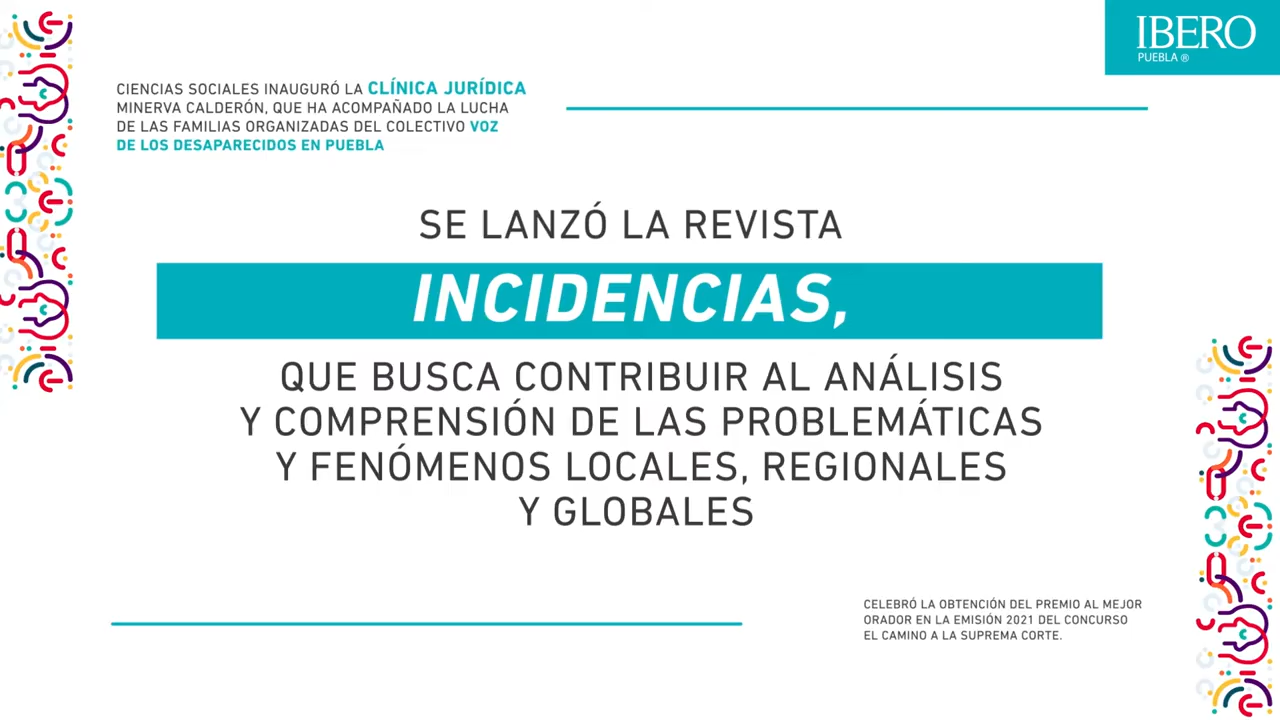 IBERO
PUEBLA ®
CIENCIAS SOCIALES INAUGURÓ LA CLÍNICA JURÍDICA
MINERVA CALDERÓN, QUE HA ACOMPAÑADO LA LUCHA
DE LAS FAMILIAS ORGANIZADAS DEL COLECTIVO VOZ
DE LOS DESAPARECIDOS EN PUEBLA
SE LANZÓ LA REVISTA
INCIDENCIAS,
QUE BUSCA CONTRIBUIR AL ANÁLISIS
Y COMPRENSIÓN DE LAS PROBLEMÁTICAS
Y FENÓMENOS LOCALES, REGIONALES
Y GLOBALES
CELEBRÓ LA OBTENCIÓN DEL PREMIO AL MEJOR
ORADOR EN LA EMISIÓN 2021 DEL CONCURSO
EL CAMINO A LA SUPREMA CORTE.